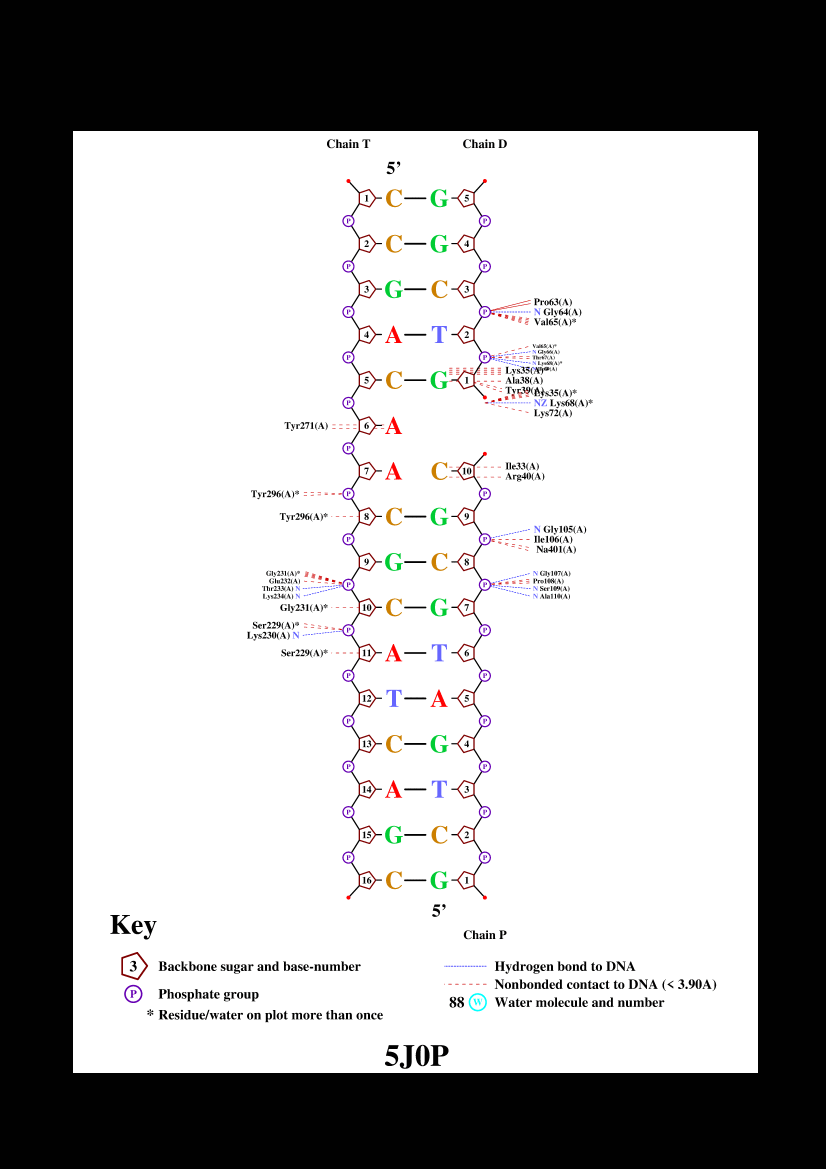 Chain T Chain D
5’
1 C G 5
P P
2 C G 4
P P
3 G C 3
Pro63(A)
P P N Gly64(A)
Val65(A)*
4 A T 2
Val65(A)*
N Gly66(A)
P P Thr67(A)
N Lys68(A)*
Lys35(A)*
5 C G 1 Ala38(A)
Tyr39(A)
Lys35(A)*
P NZ Lys68(A)*
Lys72(A)
Tyr271(A) 6 A
P
7 A C 10 Ile33(A)
Arg40(A)
Tyr296(A)* P P
Tyr296(A)* 8 C G 9
N Gly105(A)
P P Ile106(A)
Na401(A)
9 G C 8
Gly231(A)* N Gly107(A)
Glu232(A) P P Pro108(A)
Thr233(A) N N Ser109(A)
Lys234(A) N N Ala110(A)
Gly231(A)* 10 C G 7
Ser229(A)* P P
Lys230(A) N
Ser229(A)* 11 A T 6
P P
12 T A 5
P P
13 C G 4
P P
14 A T 3
P P
15 G C 2
P P
16 C G 1
5’
Chain P
Key
3 Backbone sugar and base-number
P Phosphate group
* Residue/water on plot more than once
Hydrogen bond to DNA
Nonbonded contact to DNA (< 3.90A)
88 W Water molecule and number
5J0P